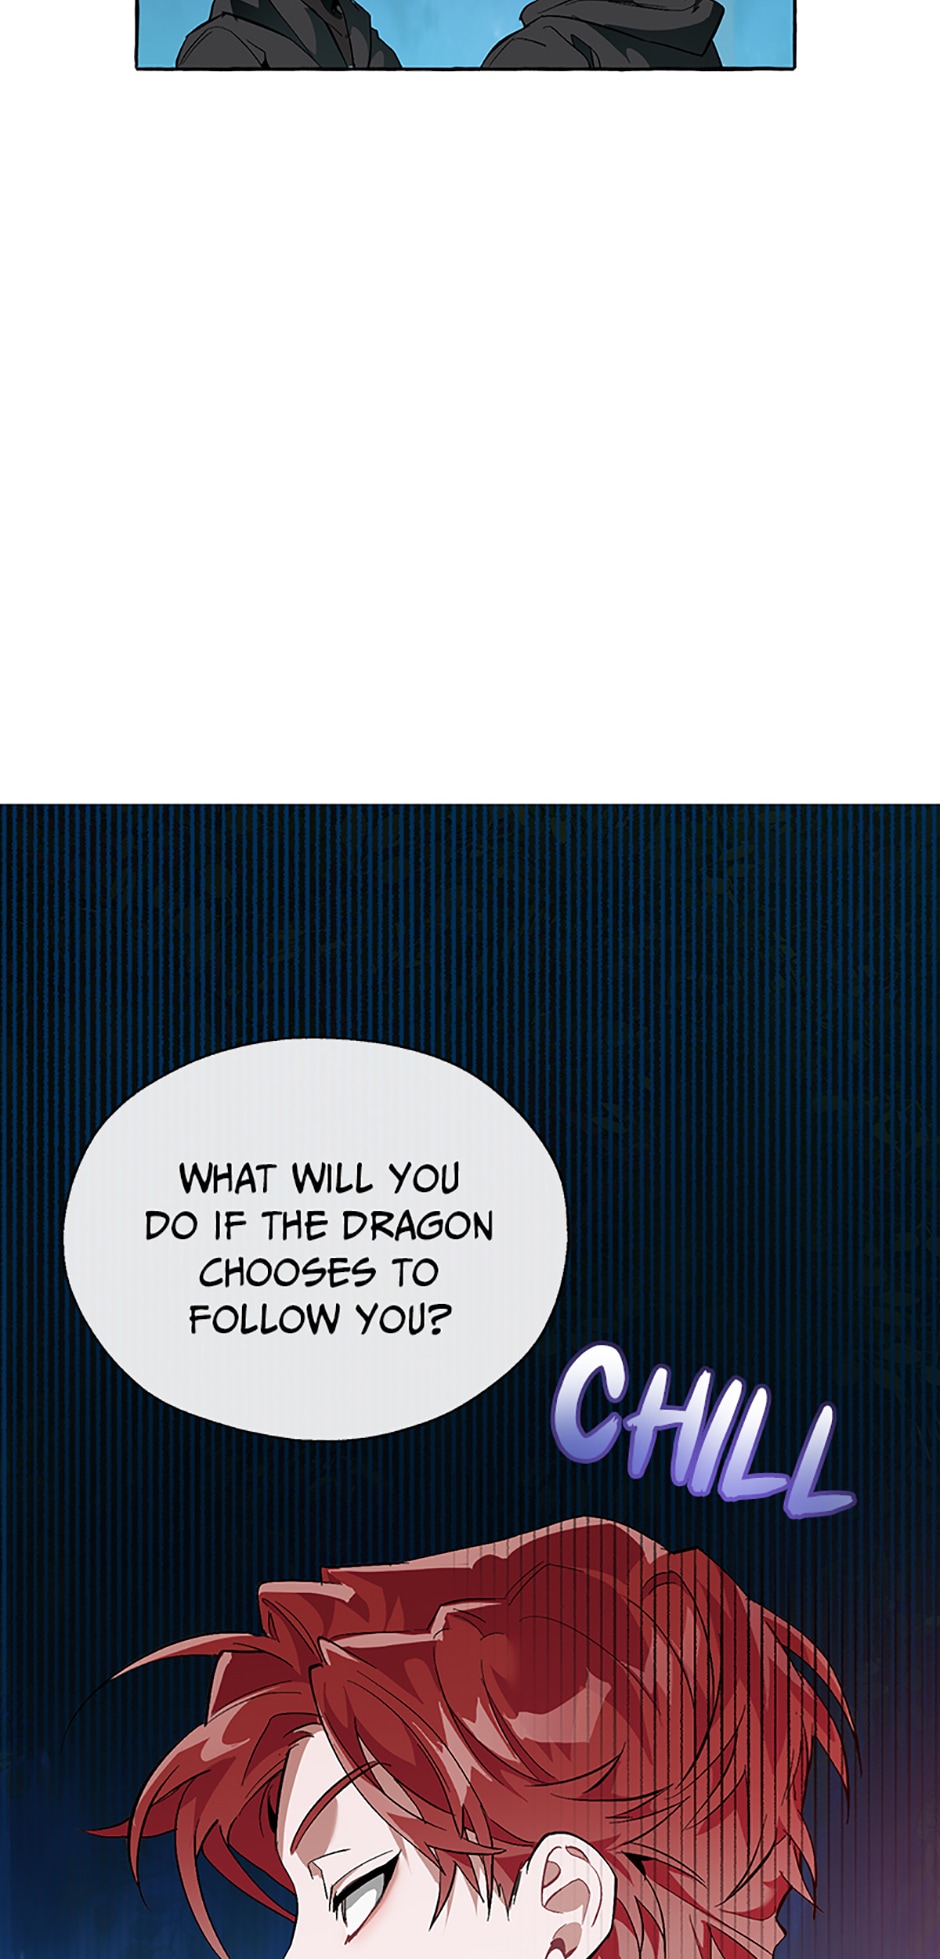 WHAT WILL YOU
DO IF THE DRAGON
CHOOSES TO
FOLLOW YOU?
CHILL